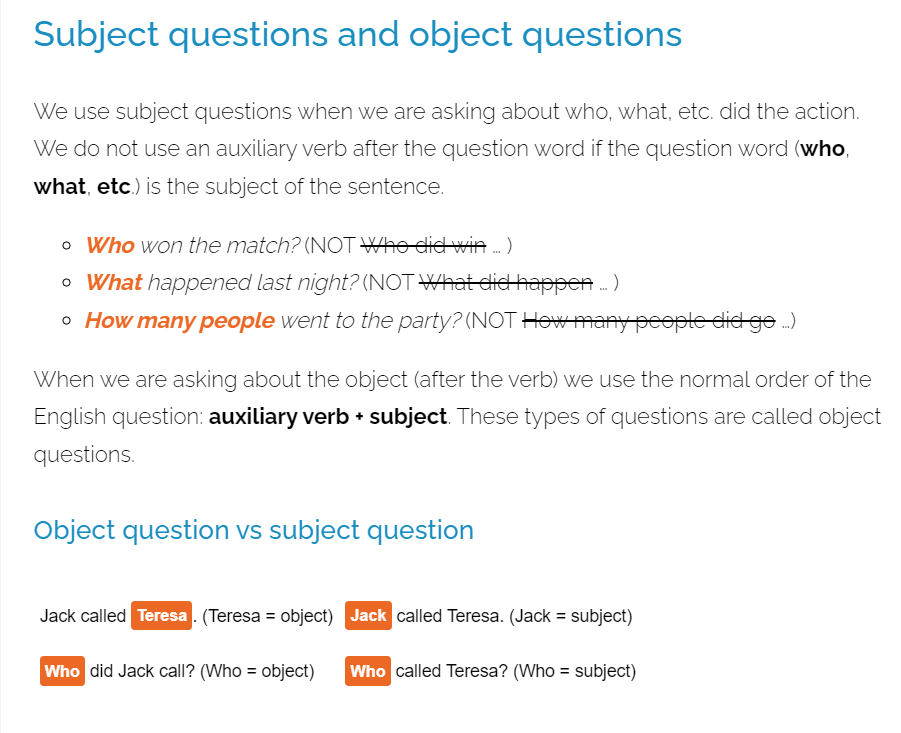 Subject questions and object questions
We use subject questions when we are asking about who, what, etc. did the action.
We do not use an auxiliary verb after the question word if the question word (who,
what, etc.) is the subject of the sentence.
Who won the match? (NOT Who did win … )
What happened last night? (NOT What did happen … )
How many people went to the party? (NOT How many people did go …)
When we are asking about the object (after the verb) we use the normal order of the
English question: auxiliary verb + subject. These types of questions are called object
questions.
Object question vs subject question
Jack called Teresa. (Teresa = object) Jack called Teresa. (Jack = subject)
Who did Jack call? (Who = object) Who called Teresa? (Who = subject)